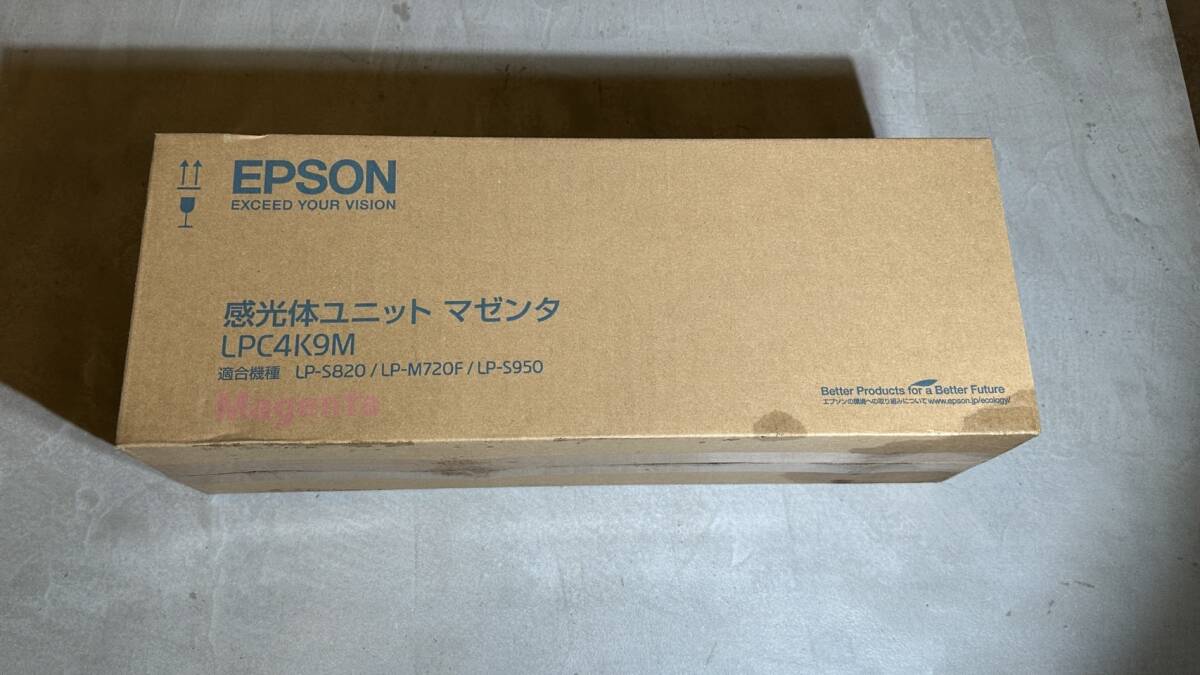 EPSON
EXCEED YOUR VISION
感光体ユニット マゼンタ
LPC4K9M
適合機種 LP-S820 / LP-M720F / LP-S950
Magenta
Better Products for a Better Future
エプソンの環境への取り組みについて www.epson.jp/ecology/